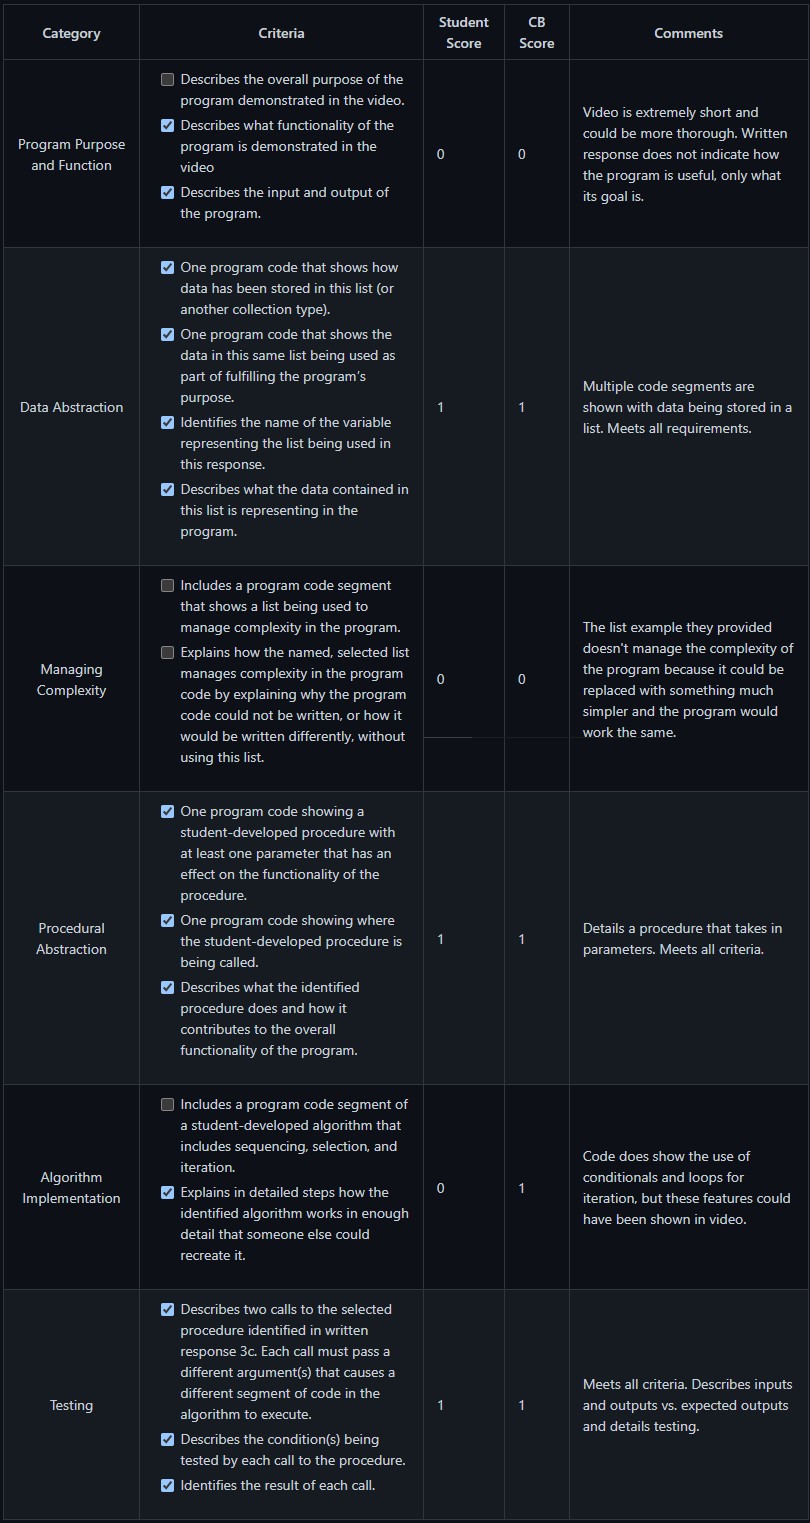 Category Criteria Student Score CB Score Comments
Program Purpose
and Function
Describes the overall purpose of the
program demonstrated in the video.
Describes what functionality of the
program is demonstrated in the
video
Describes the input and output of
the program.
0
0
Video is extremely short and
could be more thorough. Written
response does not indicate how
the program is useful, only what
its goal is.
Data Abstraction
One program code that shows how
data has been stored in this list (or
another collection type).
One program code that shows the
data in this same list being used as
part of fulfilling the program's
purpose.
Identifies the name of the variable
representing the list being used in
this response.
Describes what the data contained in
this list is representing in the
program.
1
1
Multiple code segments are
shown with data being stored in a
list. Meets all requirements.
Managing
Complexity
Includes a program code segment
that shows a list being used to
manage complexity in the program.
Explains how the named, selected list
manages complexity in the program
code by explaining why the program
code could not be written, or how it
would be written differently, without
using this list.
0
0
The list example they provided
doesn't manage the complexity of
the program because it could be
replaced with something much
simpler and the program would
work the same.
Procedural
Abstraction
One program code showing a
student-developed procedure with
at least one parameter that has an
effect on the functionality of the
procedure.
One program code showing where
the student-developed procedure is
being called.
Describes what the identified
procedure does and how it
contributes to the overall
functionality of the program.
1
1
Details a procedure that takes in
parameters. Meets all criteria.
Algorithm
Implementation
Includes a program code segment of
a student-developed algorithm that
includes sequencing, selection, and
iteration.
Explains in detailed steps how the
identified algorithm works in enough
detail that someone else could
recreate it.
0
1
Code does show the use of
conditionals and loops for
iteration, but these features could
have been shown in video.
Testing
Describes two calls to the selected
procedure identified in written
response 3c. Each call must pass a
different argument(s) that causes a
different segment of code in the
algorithm to execute.
Describes the condition(s) being
tested by each call to the procedure.
Identifies the result of each call.
1
1
Meets all criteria. Describes inputs
and outputs vs. expected outputs
and details testing.